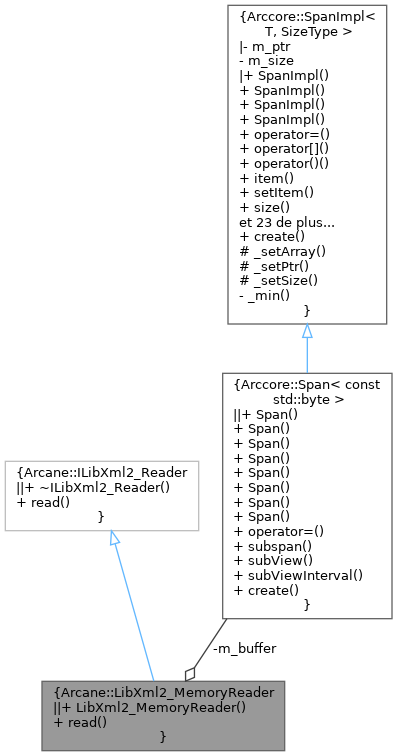 {Arccore::SpanImpl<
T, SizeType >
|- m_ptr
- m_size
|+ SpanImpl()
+ SpanImpl()
+ SpanImpl()
+ SpanImpl()
+ operator=()
+ operator[]()
+ operator()()
+ item()
+ setItem()
+ size()
et 23 de plus...
+ create()
# _setArray()
# _setPtr()
# _setSize()
- _min()
}
{Arccore::Span< const
std::byte >
||+ Span()
+ Span()
+ Span()
+ Span()
+ Span()
+ Span()
+ Span()
+ Span()
+ operator=()
+ subspan()
+ subView()
+ subViewInterval()
+ create()
}
{Arcane::ILibXml2_Reader
||+ ~ILibXml2_Reader()
+ read()
}
-m_buffer
{Arcane::LibXml2_MemoryReader
||+ LibXml2_MemoryReader()
+ read()
}